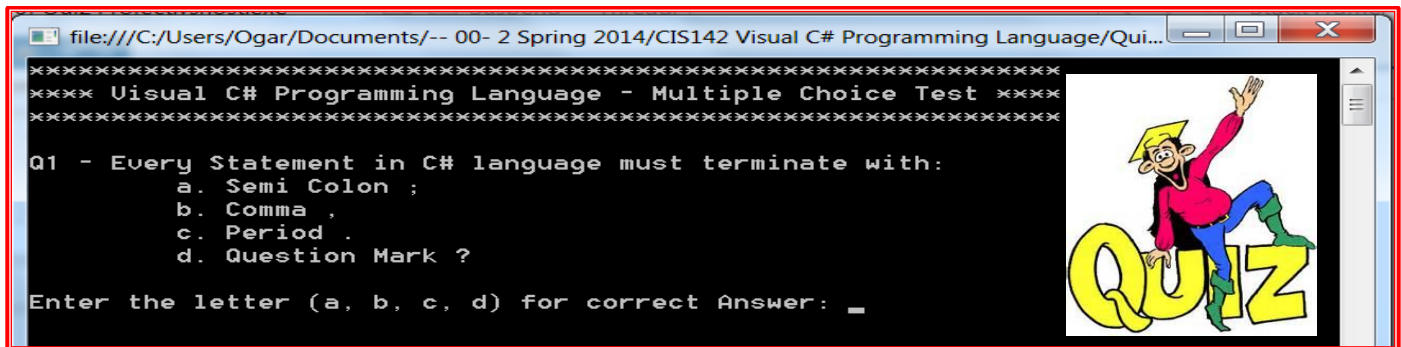 file:///C:/Users/Ogar/Documents/-- 00- 2 Spring 2014/CIS142 Visual C# Programming Language/Qui...
***************************************************************
**** Visual C# Programming Language - Multiple Choice Test ****
***************************************************************
Q1 - Every Statement in C# language must terminate with:
a. Semi Colon ;
b. Comma ,
c. Period .
d. Question Mark ?
Enter the letter (a, b, c, d) for correct Answer: _
QUIZ